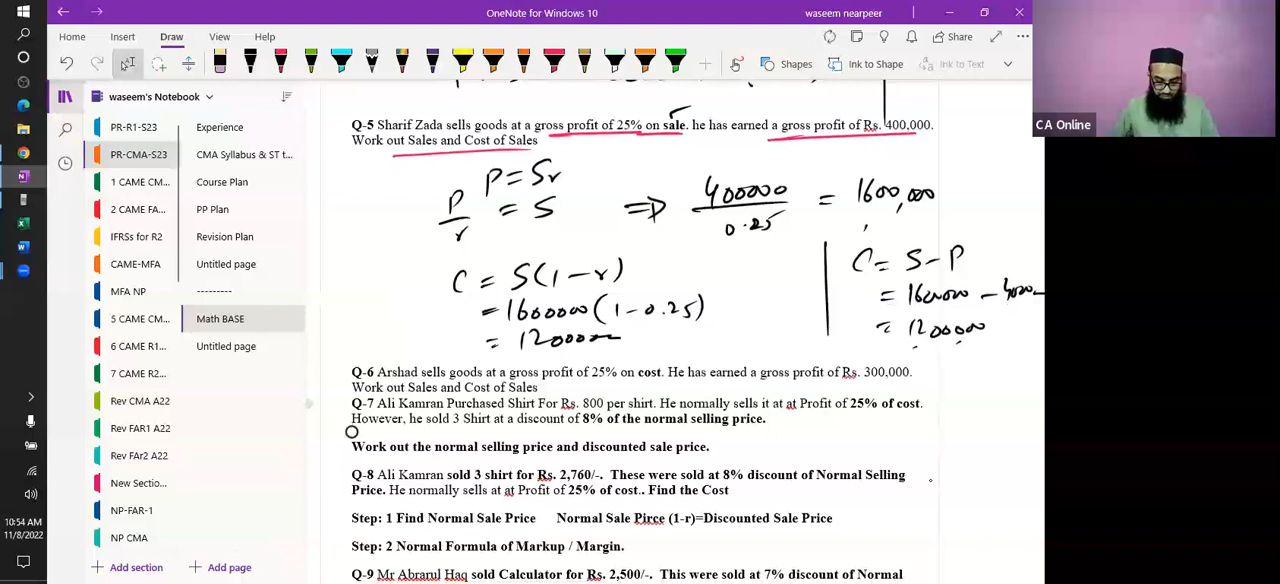 OneNote for Windows 10
waseem nearpeer
Home Insert Draw View Help
Share
Shapes Ink to Shape Ink to Text
waseem's Notebook
PR-R1-S23
PR-CMA-S23
1 CAME CM...
2 CAME FA...
IFRSs for R2
CAME-MFA
MFA NP
5 CAME CM...
6 CAME R1...
7 CAME R2...
Rev CMA A22
Rev FAR1 A22
Rev FAr2 A22
New Sectio...
NP-FAR-1
NP CMA
Add section
Experience
CMA Syllabus & ST t...
Course Plan
PP Plan
Revision Plan
Untitled page
---------
Math BASE
Untitled page
Add page
Q-5 Sharif Zada sells goods at a gross profit of 25% on sale. he has earned a gross profit of Rs. 400,000.
Work out Sales and Cost of Sales
P = Sr
P/r = S ⇒ 400000/0.25 = 1600,000
C = S(1-r)
= 1600000 (1-0.25)
= 1200000
C = S-P
= 1600000 -
= 1200000
Q-6 Arshad sells goods at a gross profit of 25% on cost. He has earned a gross profit of Rs. 300,000.
Work out Sales and Cost of Sales
Q-7 Ali Kamran Purchased Shirt For Rs. 800 per shirt. He normally sells it at at Profit of 25% of cost.
However, he sold 3 Shirt at a discount of 8% of the normal selling price.
Work out the normal selling price and discounted sale price.
Q-8 Ali Kamran sold 3 shirt for Rs. 2,760/-. These were sold at 8% discount of Normal Selling
Price. He normally sells at at Profit of 25% of cost.. Find the Cost
Step: 1 Find Normal Sale Price Normal Sale Pirce (1-r)=Discounted Sale Price
Step: 2 Normal Formula of Markup / Margin.
Q-9 Mr Abrarul Haq sold Calculator for Rs. 2,500/-. This were sold at 7% discount of Normal
C A Online
10:54 AM
11/8/2022